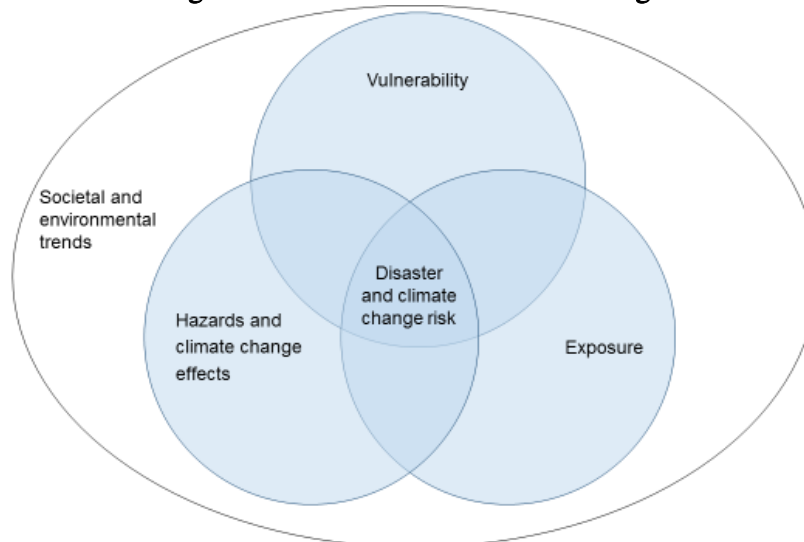 Vulnerability
Societal and
environmental
trends
Disaster
and climate
change risk
Hazards and
climate change
effects
Exposure